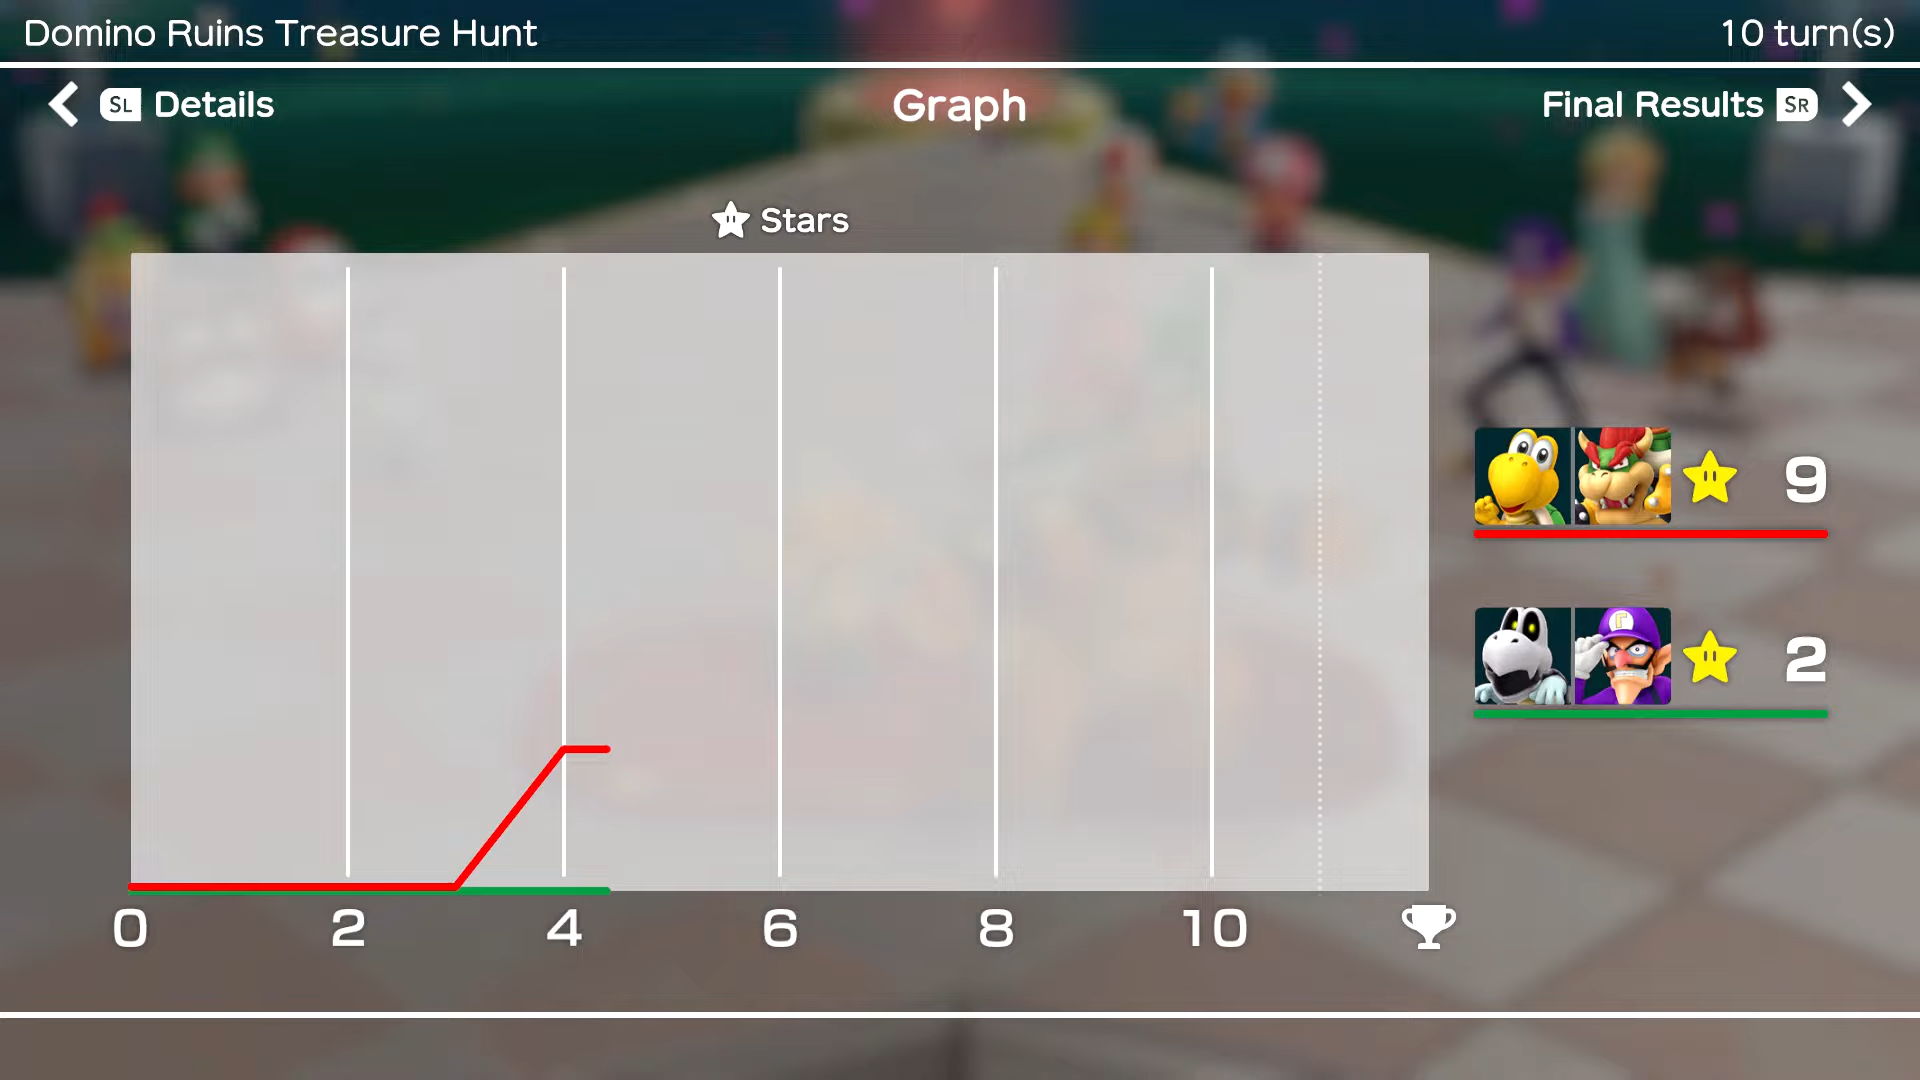 Domino Ruins Treasure Hunt
10 turn(s)
SL Details
Graph
Final Results SR
Stars
9
2
0 2 4 6 8 10